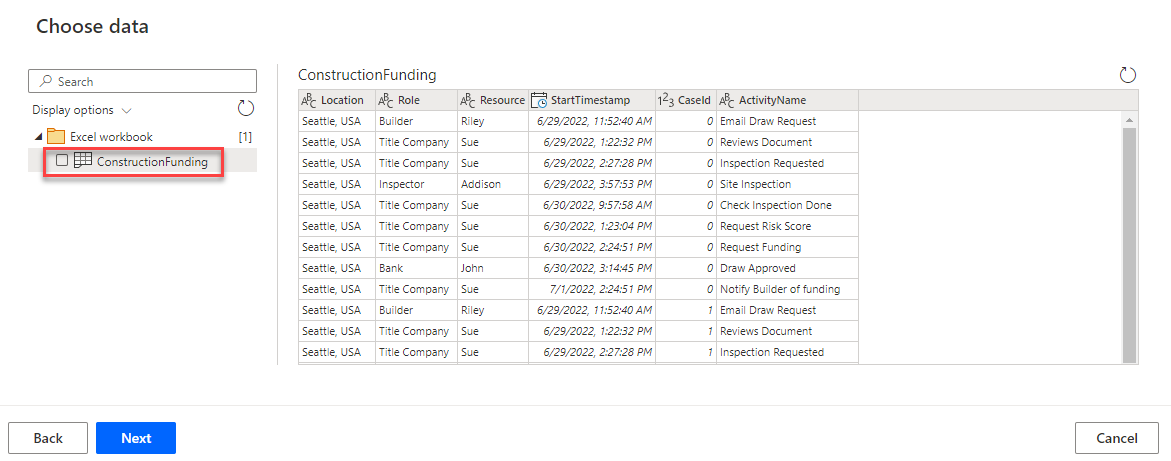 Choose data
Search
Display options
Excel workbook [1]
ConstructionFunding
ConstructionFunding
Location Role Resource StartTimestamp CaseId ActivityName
Seattle, USA Builder Riley 6/29/2022, 11:52:40 AM 0 Email Draw Request
Seattle, USA Title Company Sue 6/29/2022, 1:22:32 PM 0 Reviews Document
Seattle, USA Title Company Sue 6/29/2022, 2:27:28 PM 0 Inspection Requested
Seattle, USA Inspector Addison 6/29/2022, 3:57:53 PM 0 Site Inspection
Seattle, USA Title Company Sue 6/30/2022, 9:57:58 AM 0 Check Inspection Done
Seattle, USA Title Company Sue 6/30/2022, 1:23:04 PM 0 Request Risk Score
Seattle, USA Title Company Sue 6/30/2022, 2:24:51 PM 0 Request Funding
Seattle, USA Bank John 6/30/2022, 3:14:45 PM 0 Draw Approved
Seattle, USA Title Company Sue 7/1/2022, 2:24:51 PM 0 Notify Builder of funding
Seattle, USA Builder Riley 6/29/2022, 11:52:40 AM 1 Email Draw Request
Seattle, USA Title Company Sue 6/29/2022, 1:22:32 PM 1 Reviews Document
Seattle, USA Title Company Sue 6/29/2022, 2:27:28 PM 1 Inspection Requested
Back Next Cancel